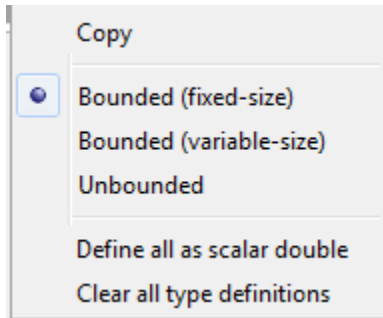 Copy
Bounded (fixed-size)
Bounded (variable-size)
Unbounded
Define all as scalar double
Clear all type definitions